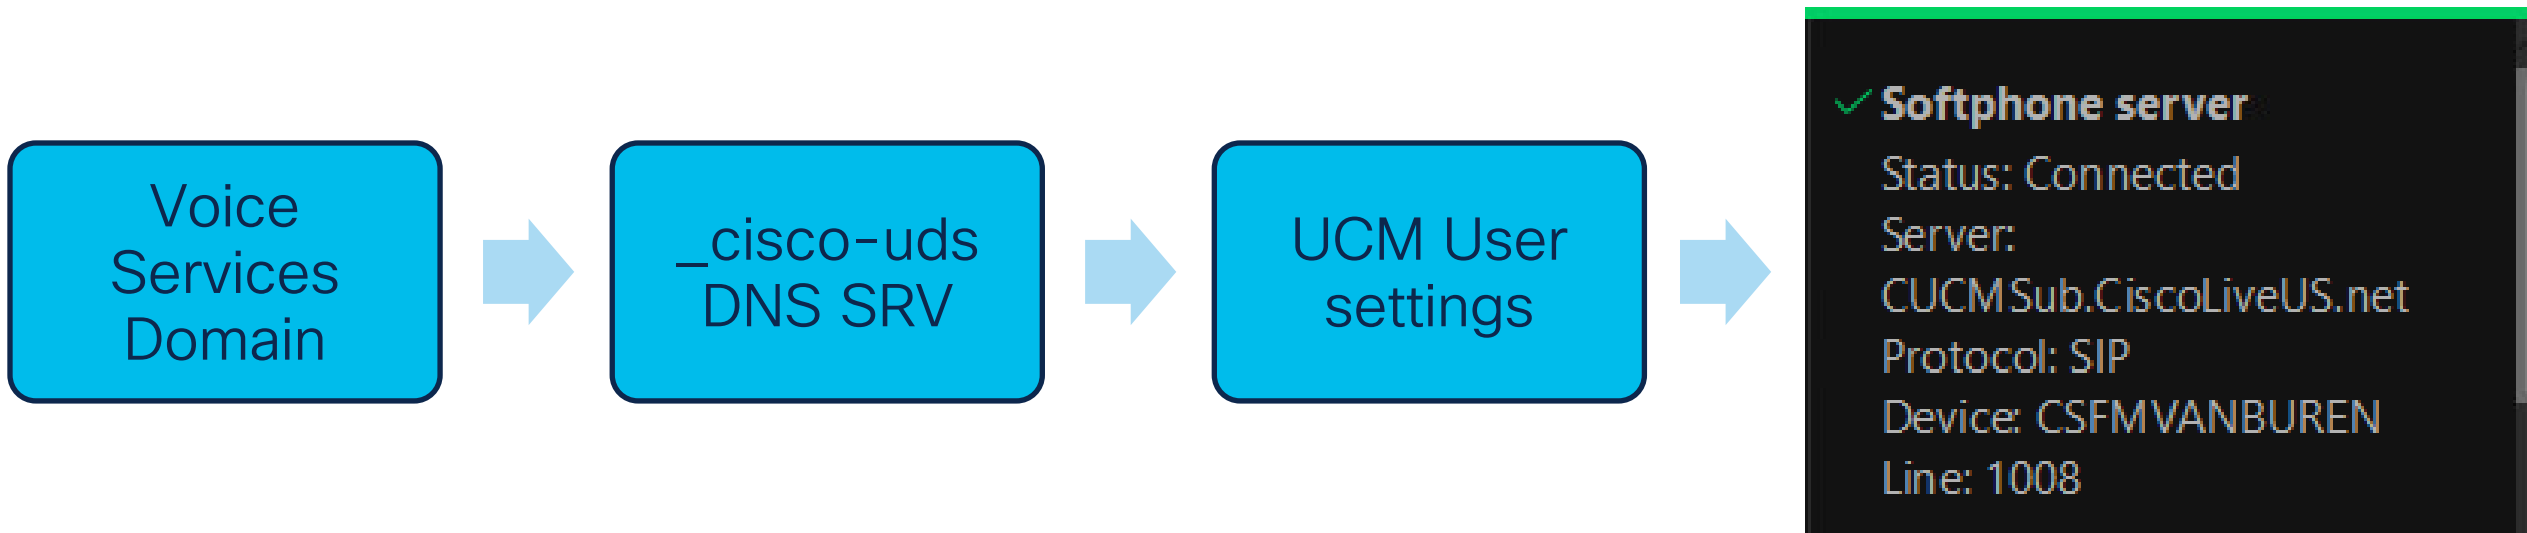 Voice
Services
Domain
_cisco-uds
DNS SRV
UCM User
settings
Softphone server
Status: Connected
Server:
CUCMSub.CiscoLiveUS.net
Protocol: SIP
Device: CSFMVANBUREN
Line: 1008